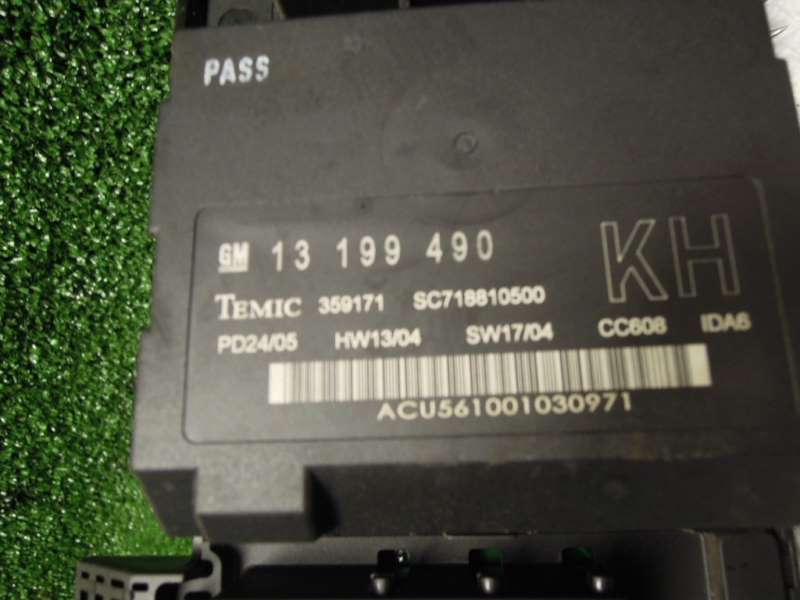 PASS
GM 13 199 490 KH
TEMIC 359171 SC718810500
PD24/05 HW13/04 SW17/04 CC608 IDA6
ACU561001030971